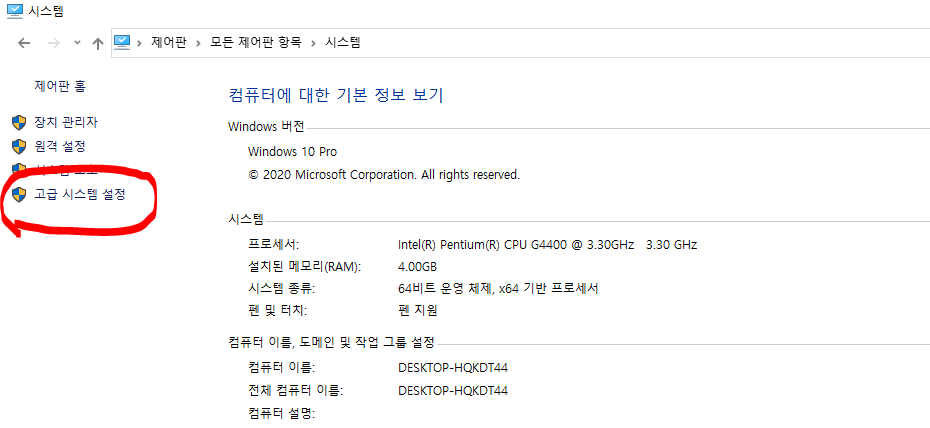 시스템
제어판 › 모든 제어판 항목 › 시스템
제어판 홈
장치 관리자
원격 설정
고급 시스템 설정
컴퓨터에 대한 기본 정보 보기
Windows 버전
Windows 10 Pro
© 2020 Microsoft Corporation. All rights reserved.
시스템
프로세서: Intel(R) Pentium(R) CPU G4400 @ 3.30GHz 3.30 GHz
설치된 메모리(RAM): 4.00GB
시스템 종류: 64비트 운영 체제, x64 기반 프로세서
펜 및 터치: 펜 지원
컴퓨터 이름, 도메인 및 작업 그룹 설정
컴퓨터 이름: DESKTOP-HQKDT44
전체 컴퓨터 이름: DESKTOP-HQKDT44
컴퓨터 설명: